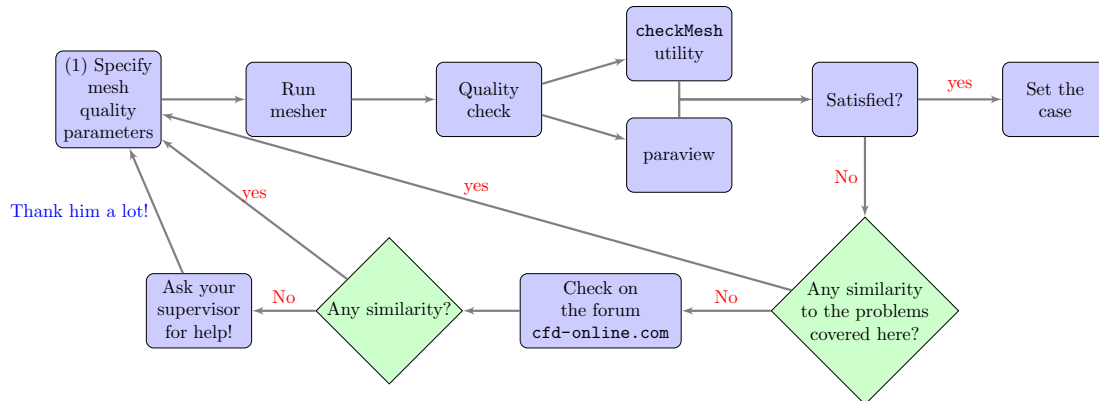 (1) Specify
mesh
quality
parameters
Run
mesher
Quality
check
checkMesh
utility
paraview
Satisfied?
yes
Set the
case
No
yes
yes
Thank him a lot!
Ask your
supervisor
for help!
No
Any similarity?
Check on
the forum
cfd-online.com
No
Any similarity
to the problems
covered here?